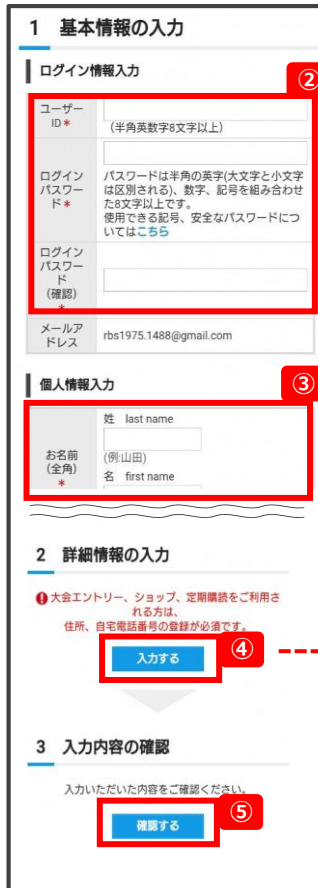 1 基本情報の入力
ログイン情報入力
②
ユーザー
ID*
(半角英数字8文字以上)
ログイン
パスワー
ド*
パスワードは半角の英字(大文字と小文字
は区別される)、数字、記号を組み合わせ
た8文字以上です。
使用できる記号、安全なパスワードにつ
いてはこちら
ログイン
パスワー
ド
(確認)
*
メールア
ドレス
rbs1975.1488@gmail.com
個人情報入力
③
お名前
(全角)
*
姓 last name
(例:山田)
名 first name
2 詳細情報の入力
大会エントリー、ショップ、定期購読をご利用さ
れる方は、
住所、自宅電話番号の登録が必須です。
入力する
④
3 入力内容の確認
入力いただいた内容をご確認ください。
確認する
⑤